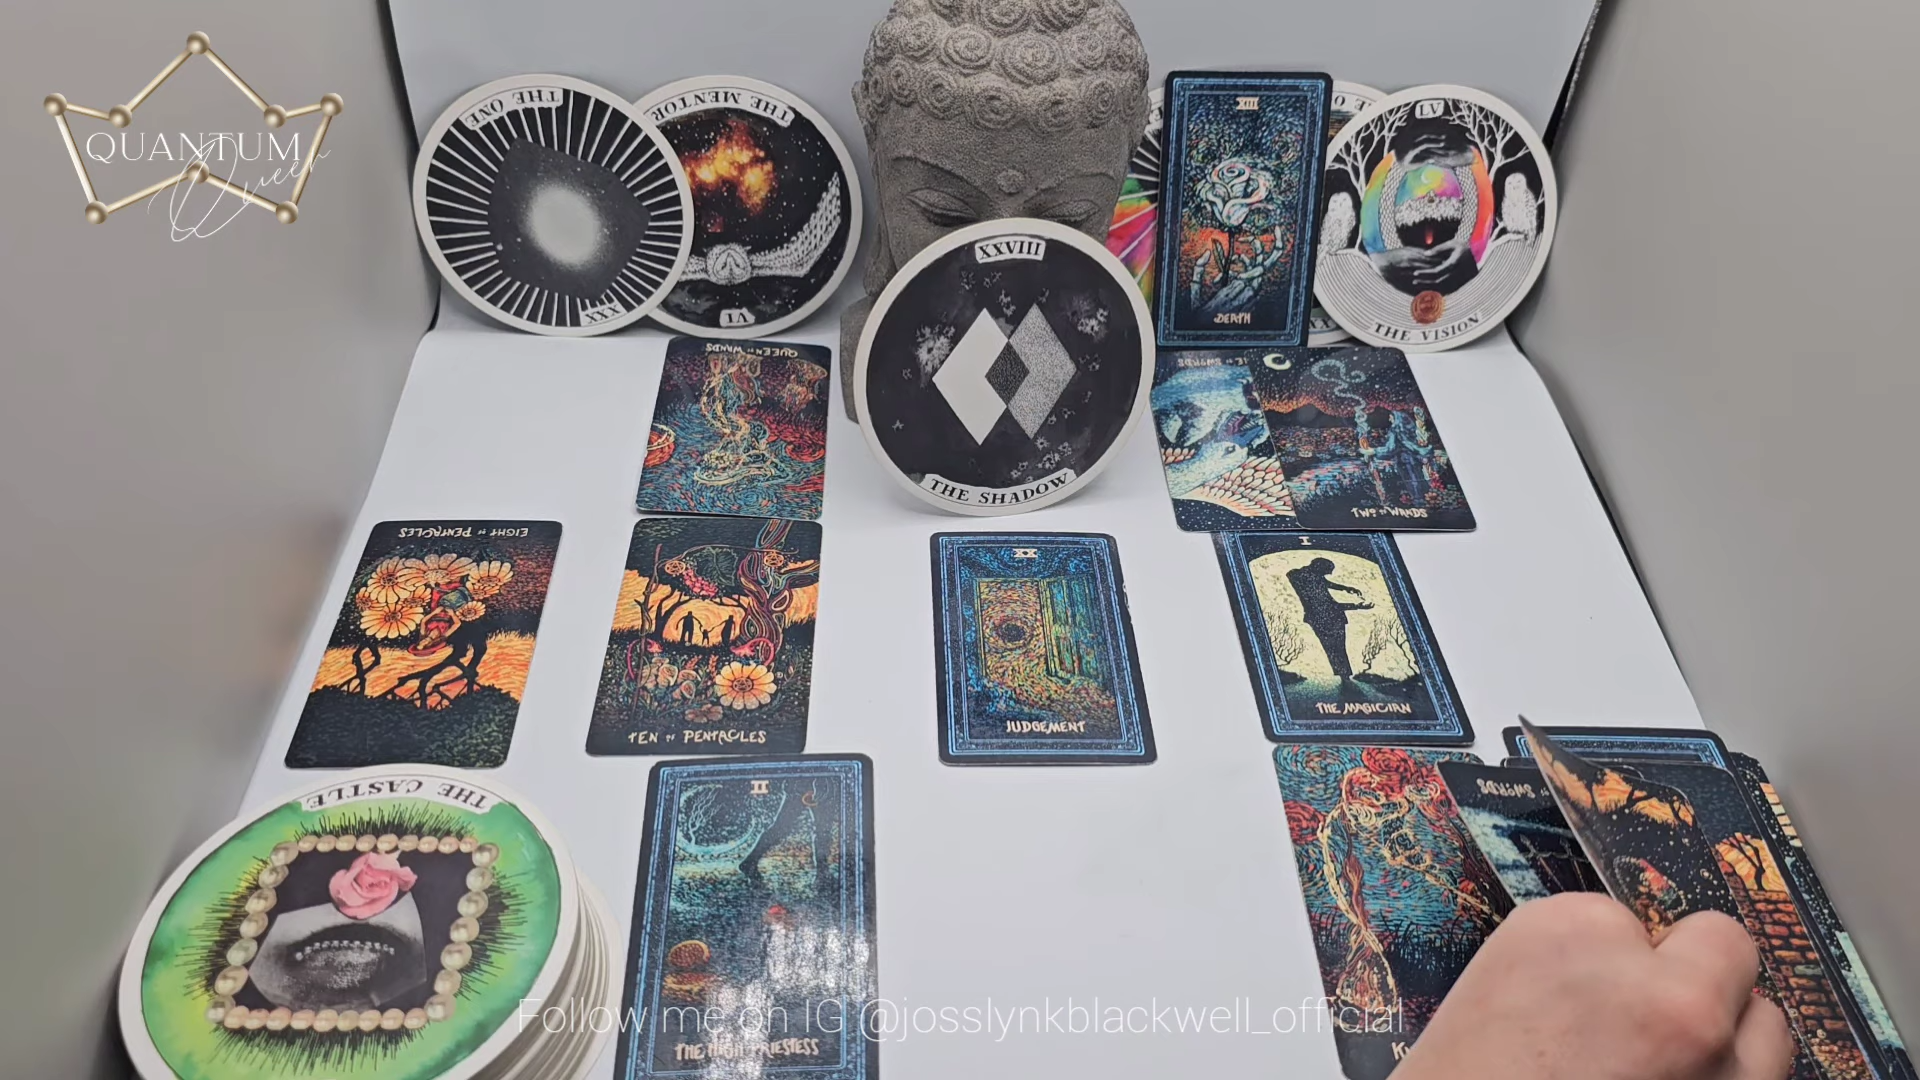 QUANTUM
Queen
THE ONE
XXX
THE MENTOR
VI
XXVIII
THE SHADOW
XIII
DEATH
THE VISION
QUEEN OF WANDS
SWORDS
TWO OF WANDS
EIGHT OF PENTACLES
TEN OF PENTACLES
XX
JUDGEMENT
I
THE MAGICIAN
THE CASTLE
II
THE HIGH PRIESTESS
OF SWORDS
Follow me on IG @josslynkblackwell_official